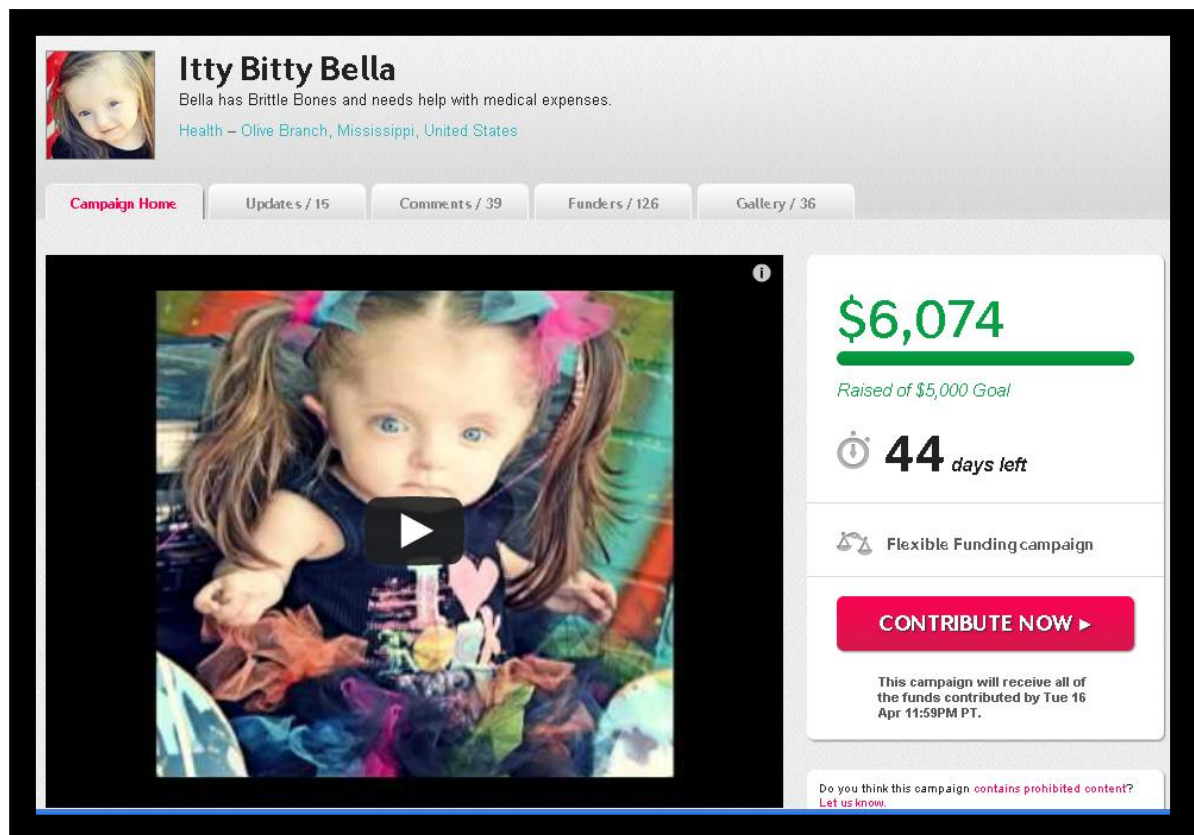 Itty Bitty Bella
Bella has Brittle Bones and needs help with medical expenses.
Health – Olive Branch, Mississippi, United States
Campaign Home
Updates / 15
Comments / 39
Funders / 126
Gallery / 36
I
ROCK
$6,074
Raised of $5,000 Goal
44 days left
Flexible Funding campaign
CONTRIBUTE NOW ▸
This campaign will receive all of
the funds contributed by Tue 16
Apr 11:59PM PT.
Do you think this campaign contains prohibited content?
Let us know.